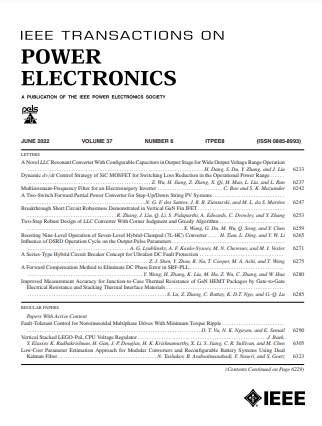 IEEE TRANSACTIONS ON
POWER
ELECTRONICS
A PUBLICATION OF THE IEEE POWER ELECTRONICS SOCIETY
pels
JUNE 2022 VOLUME 37 NUMBER 6 ITPEE8 (ISSN 0885-8993)
LETTERS
A Novel LLC Resonant Converter With Configurable Capacitors in Output Stage for Wide Output Voltage Range Operation
H. Dang, S. Du, Y. Zhang, and J. Liu 6233
Dynamic dv/dt Control Strategy of SiC MOSFET for Switching Loss Reduction in the Operational Power Range
Z. Wu, H. Jiang, Z. Zheng, X. Qi, H. Mao, L. Liu, and L. Ran 6237
Multiresonant-Frequency Filter for an Electrosurgery Inverter C. Bao and S. K. Mazumder 6242
A Two-Switch Forward Partial Power Converter for Step-Up/Down String PV Systems
N. G. F. dos Santos, J. R. R. Zientarski, and M. L. da S. Martins 6247
Breakthrough Short Circuit Robustness Demonstrated in Vertical GaN Fin JFET
R. Zhang, J. Liu, Q. Li, S. Pidaparthi, A. Edwards, C. Drowley, and Y. Zhang 6253
Two-Step Robust Design of LLC Converter With Corner Judgment and Greedy Algorithm
X. Wang, G. Da, M. Wu, Q. Song, and Y. Chen 6259
Boosting Nine-Level Operation of Seven-Level Hybrid-Clamped (7L-HC) Converter H. Tian, L. Ding, and Y. W. Li 6265
Influence of DSRD Operation Cycle on the Output Pulse Parameters
A. G. Lyublinsky, A. F. Kardo-Sysoev, M. N. Cherenev, and M. I. Vexler 6271
A Series-Type Hybrid Circuit Breaker Concept for Ultrafast DC Fault Protection
Z. J. Shen, Y. Zhou, R. Na, T. Cooper, M. A. Ashi, and T. Wong 6275
A Forward Compensation Method to Eliminate DC Phase Error in SRF-PLL
Y. Wang, H. Zhang, K. Liu, M. Hu, Z. Wu, C. Zhang, and W. Hua 6280
Improved Measurement Accuracy for Junction-to-Case Thermal Resistance of GaN HEMT Packages by Gate-to-Gate
Electrical Resistance and Stacking Thermal Interface Materials
S. Lu, Z. Zhang, C. Buttay, K. D.T. Ngo, and G.-Q. Lu 6285
REGULAR PAPERS
Papers With Active Content
Fault-Tolerant Control for Nonsinusoidal Multiphase Drives With Minimum Torque Ripple
D. T. Vu, N. K. Nguyen, and E. Semail 6290
Vertical Stacked LEGO-PoL CPU Voltage Regulator J. Baek,
Y. Elasser, K. Radhakrishnan, H. Gan, J. P. Douglas, H. K. Krishnamurthy, X. Li, S. Jiang, C. R. Sullivan, and M. Chen 6305
Low-Cost Parameter Estimation Approach for Modular Converters and Reconfigurable Battery Systems Using Dual
Kalman Filter N. Tashakor, B. Arabsalmanabadi, F. Naseri, and S. Goetz 6323
(Contents Continued on Page 6229)
IEEE